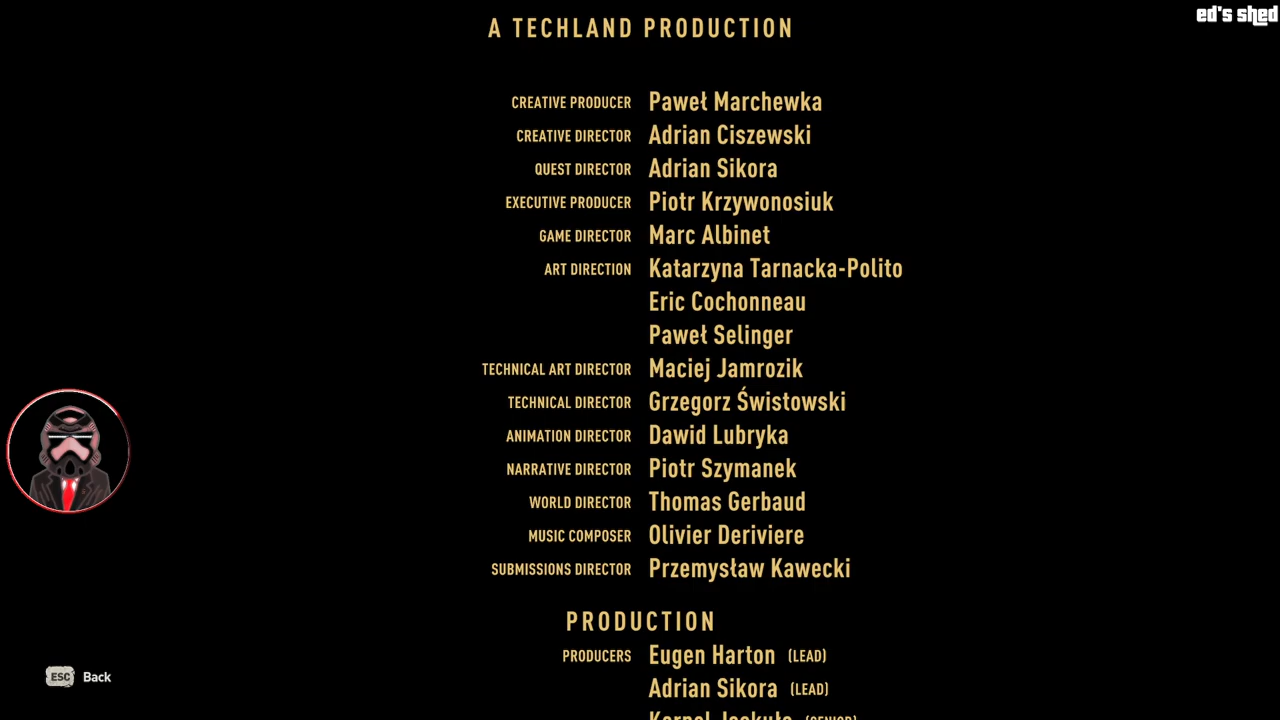 ed's shed
A TECHLAND PRODUCTION
CREATIVE PRODUCER Paweł Marchewka
CREATIVE DIRECTOR Adrian Ciszewski
QUEST DIRECTOR Adrian Sikora
EXECUTIVE PRODUCER Piotr Krzywonosiuk
GAME DIRECTOR Marc Albinet
ART DIRECTION Katarzyna Tarnacka-Polito
Eric Cochonneau
Paweł Selinger
TECHNICAL ART DIRECTOR Maciej Jamrozik
TECHNICAL DIRECTOR Grzegorz Świstowski
ANIMATION DIRECTOR Dawid Lubryka
NARRATIVE DIRECTOR Piotr Szymanek
WORLD DIRECTOR Thomas Gerbaud
MUSIC COMPOSER Olivier Deriviere
SUBMISSIONS DIRECTOR Przemysław Kawecki
PRODUCTION
PRODUCERS Eugen Harton (LEAD)
Adrian Sikora (LEAD)
ESC Back